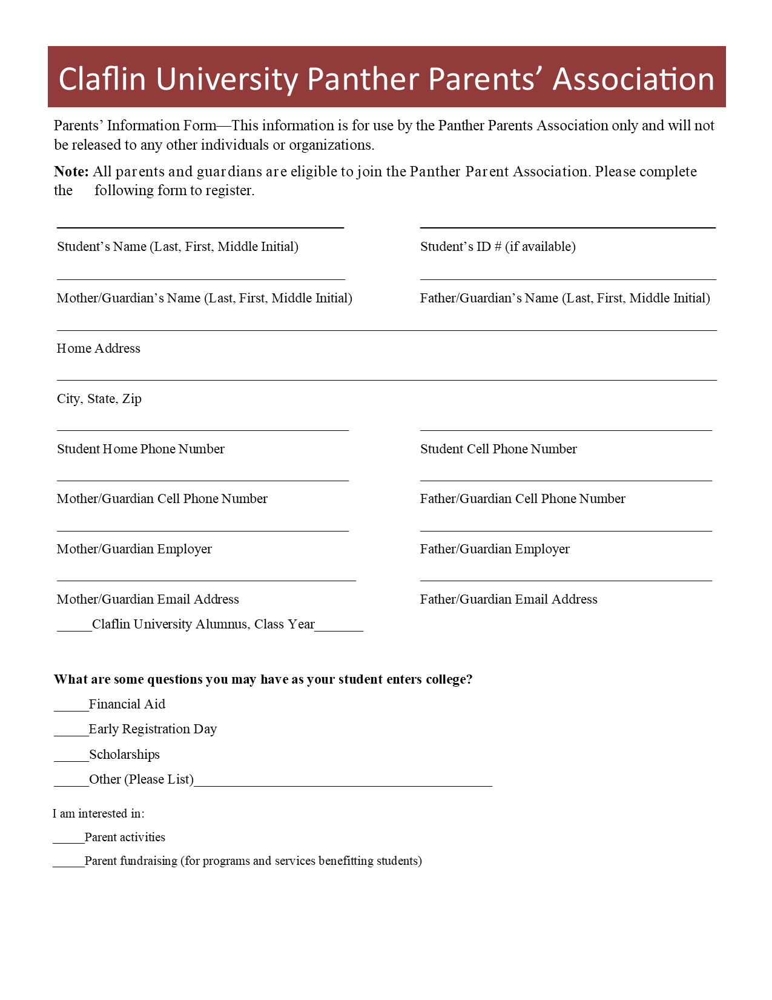 Claflin University Panther Parents’ Association
Parents’ Information Form—This information is for use by the Panther Parents Association only and will not
be released to any other individuals or organizations.
Note: All parents and guardians are eligible to join the Panther Parent Association. Please complete
the following form to register.
Student’s Name (Last, First, Middle Initial) Student’s ID # (if available)
Mother/Guardian’s Name (Last, First, Middle Initial) Father/Guardian’s Name (Last, First, Middle Initial)
Home Address
City, State, Zip
Student Home Phone Number Student Cell Phone Number
Mother/Guardian Cell Phone Number Father/Guardian Cell Phone Number
Mother/Guardian Employer Father/Guardian Employer
Mother/Guardian Email Address Father/Guardian Email Address
_____Claflin University Alumnus, Class Year_______
What are some questions you may have as your student enters college?
_____Financial Aid
_____Early Registration Day
_____Scholarships
_____Other (Please List)___________________________________________
I am interested in:
_____Parent activities
_____Parent fundraising (for programs and services benefitting students)